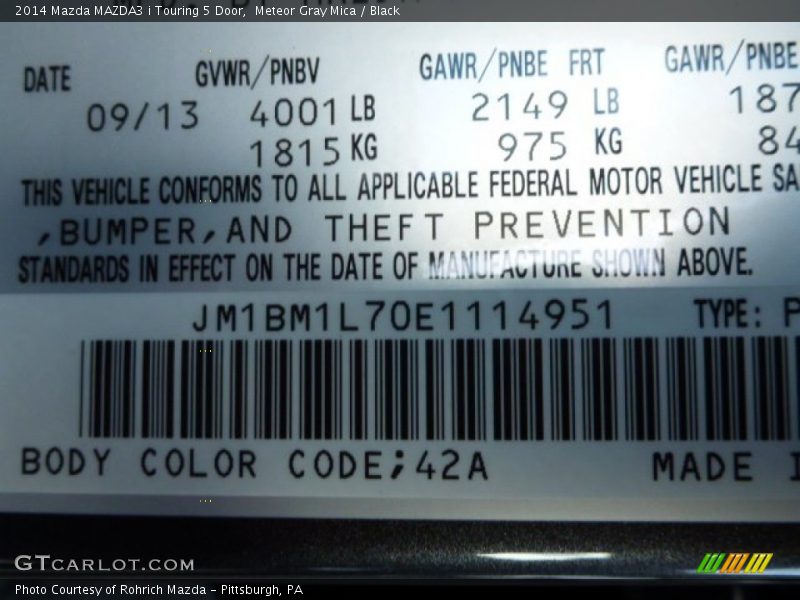 2014 Mazda MAZDA3 i Touring 5 Door,  Meteor Gray Mica / Black
DATE GVWR/PNBV GAWR/PNBE FRT GAWR/PNBE
09/13 4001 LB 2149 LB 187
1815 KG 975 KG 84
THIS VEHICLE CONFORMS TO ALL APPLICABLE FEDERAL MOTOR VEHICLE SA
,BUMPER,AND THEFT PREVENTION
STANDARDS IN EFFECT ON THE DATE OF MANUFACTURE SHOWN ABOVE.
JM1BM1L70E1114951 TYPE: P
BODY COLOR CODE;42A MADE I
GTCARLOT.COM
Photo Courtesy of Rohrich Mazda – Pittsburgh, PA